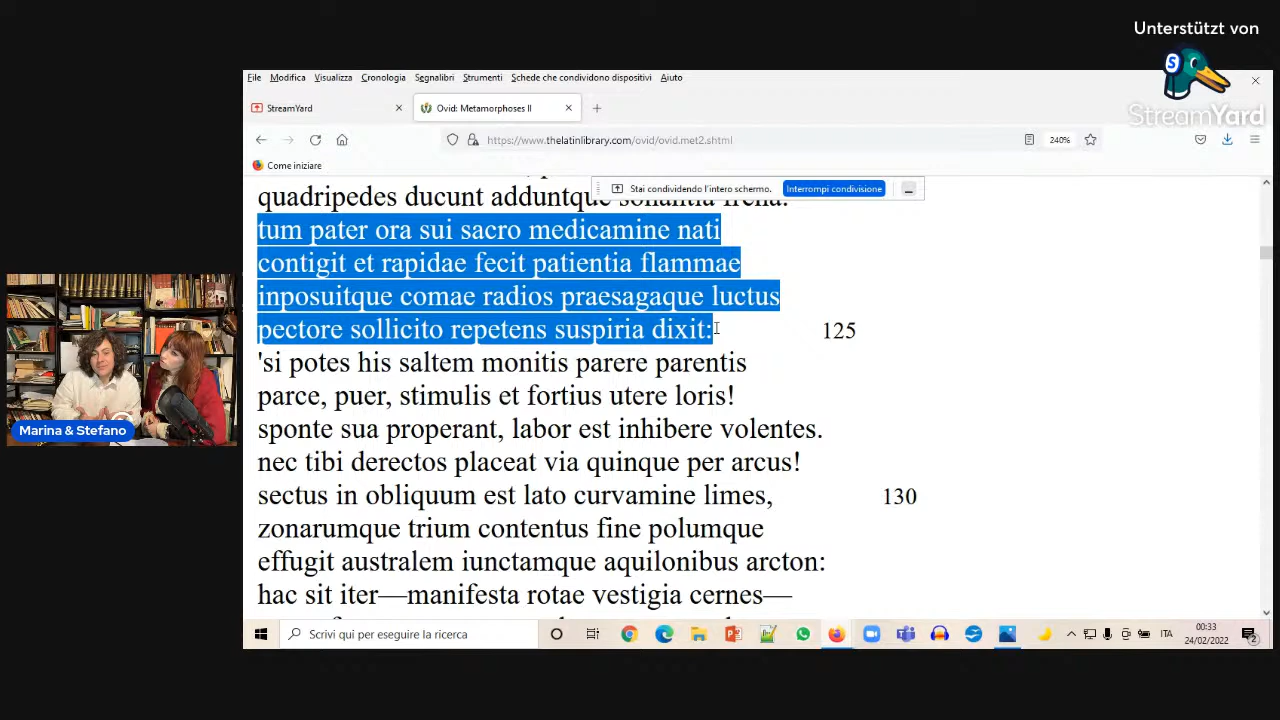 Unterstützt von
StreamYard
File Modifica Visualizza Cronologia Segnalibri Strumenti Schede che condividono dispositivi Aiuto
StreamYard
Ovid: Metamorphoses II
https://www.thelatinlibrary.com/ovid/ovid.met2.shtml
240%
Come iniziare
Stai condividendo l'intero schermo. Interrompi condivisione
quadripedes ducunt adduntque sonantia frena.
tum pater ora sui sacro medicamine nati
contigit et rapidae fecit patientia flammae
inposuitque comae radios praesagaque luctus
pectore sollicito repetens suspiria dixit: 125
'si potes his saltem monitis parere parentis
parce, puer, stimulis et fortius utere loris!
sponte sua properant, labor est inhibere volentes.
nec tibi derectos placeat via quinque per arcus!
sectus in obliquum est lato curvamine limes, 130
zonarumque trium contentus fine polumque
effugit australem iunctamque aquilonibus arcton:
hac sit iter—manifesta rotae vestigia cernes—
Marina & Stefano
Scrivi qui per eseguire la ricerca
ITA
00:33
24/02/2022
2